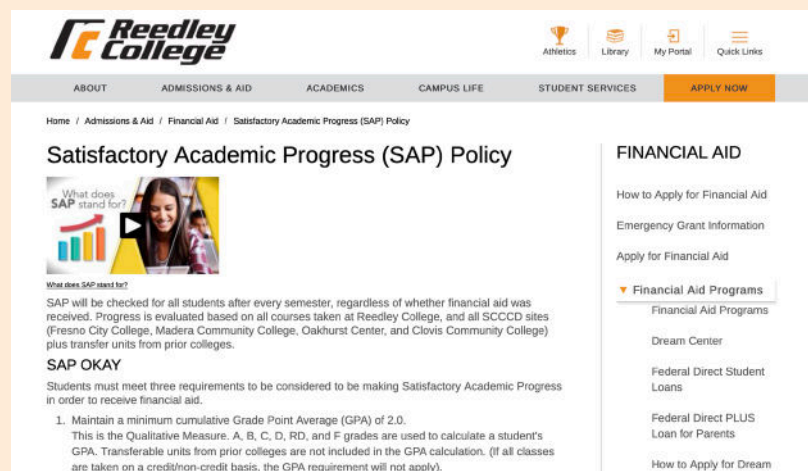 Reedley
College
Athletics
Library
My Portal
Quick Links
ABOUT
ADMISSIONS & AID
ACADEMICS
CAMPUS LIFE
STUDENT SERVICES
APPLY NOW
Home / Admissions & Aid / Financial Aid / Satisfactory Academic Progress (SAP) Policy
Satisfactory Academic Progress (SAP) Policy
What does
SAP stand for?
What does SAP stand for?
SAP will be checked for all students after every semester, regardless of whether financial aid was
received. Progress is evaluated based on all courses taken at Reedley College, and all SCCCD sites
(Fresno City College, Madera Community College, Oakhurst Center, and Clovis Community College)
plus transfer units from prior colleges.
SAP OKAY
Students must meet three requirements to be considered to be making Satisfactory Academic Progress
in order to receive financial aid.
1. Maintain a minimum cumulative Grade Point Average (GPA) of 2.0.
This is the Qualitative Measure. A, B, C, D, RD, and F grades are used to calculate a student's
GPA. Transferable units from prior colleges are not included in the GPA calculation. (If all classes
are taken on a credit/non-credit basis, the GPA requirement will not apply).
FINANCIAL AID
How to Apply for Financial Aid
Emergency Grant Information
Apply for Financial Aid
Financial Aid Programs
Financial Aid Programs
Dream Center
Federal Direct Student
Loans
Federal Direct PLUS
Loan for Parents
How to Apply for Dream